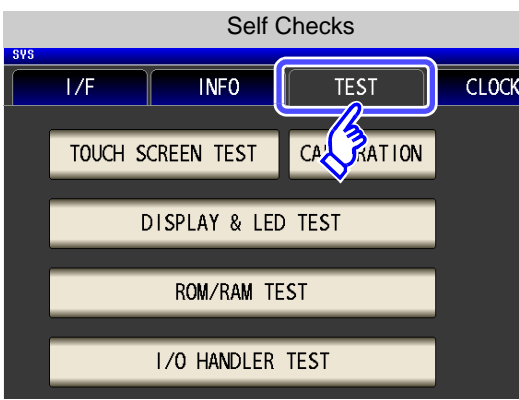 Self Checks
SYS
I/F INFO TEST CLOCK
TOUCH SCREEN TEST
DISPLAY & LED TEST
ROM/RAM TEST
I/O HANDLER TEST